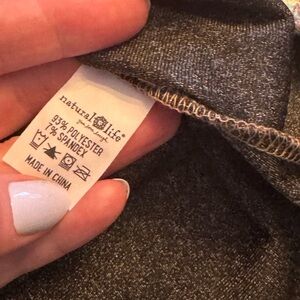 natural life
93% POLYESTER
7% SPANDEX
MADE IN CHINA